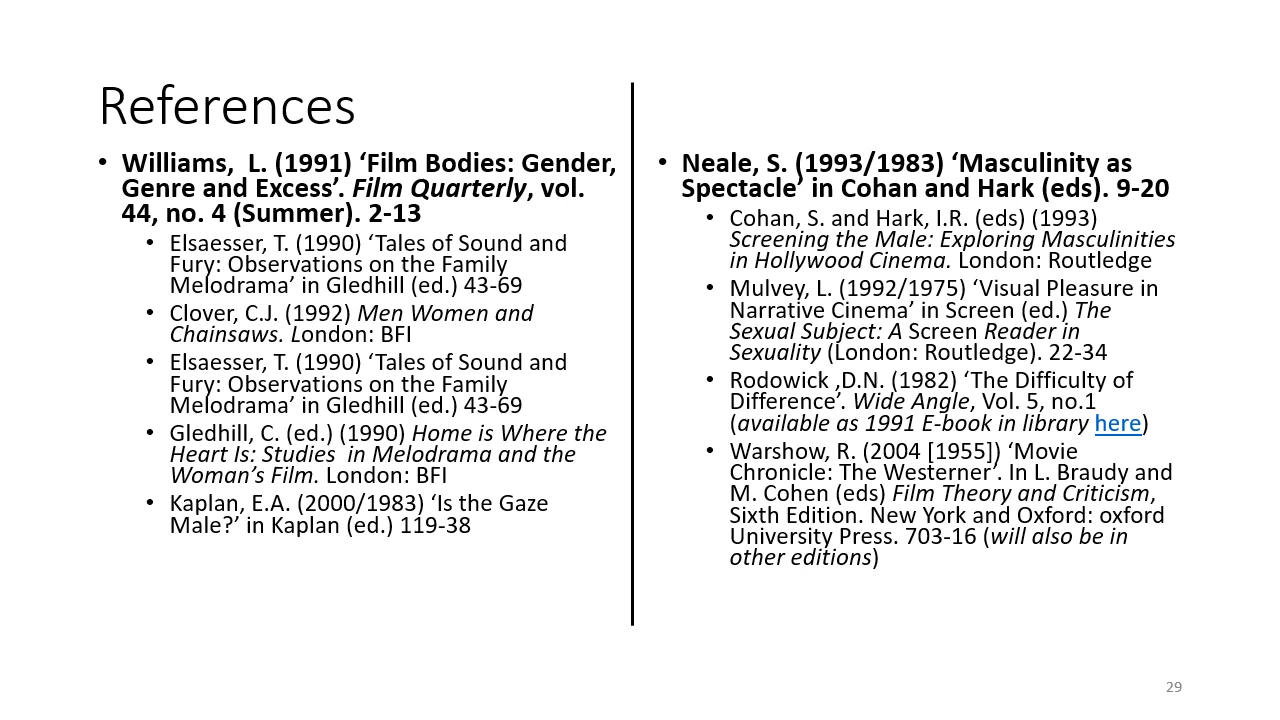 References
• Williams,  L. (1991) ‘Film Bodies: Gender,
Genre and Excess’. Film Quarterly, vol.
44, no. 4 (Summer). 2-13
• Elsaesser, T. (1990) ‘Tales of Sound and
Fury: Observations on the Family
Melodrama’ in Gledhill (ed.) 43-69
• Clover, C.J. (1992) Men Women and
Chainsaws. London: BFI
• Elsaesser, T. (1990) ‘Tales of Sound and
Fury: Observations on the Family
Melodrama’ in Gledhill (ed.) 43-69
• Gledhill, C. (ed.) (1990) Home is Where the
Heart Is: Studies  in Melodrama and the
Woman’s Film. London: BFI
• Kaplan, E.A. (2000/1983) ‘Is the Gaze
Male?’ in Kaplan (ed.) 119-38
• Neale, S. (1993/1983) ‘Masculinity as
Spectacle’ in Cohan and Hark (eds). 9-20
• Cohan, S. and Hark, I.R. (eds) (1993)
Screening the Male: Exploring Masculinities
in Hollywood Cinema. London: Routledge
• Mulvey, L. (1992/1975) ‘Visual Pleasure in
Narrative Cinema’ in Screen (ed.) The
Sexual Subject: A Screen Reader in
Sexuality (London: Routledge). 22-34
• Rodowick ,D.N. (1982) ‘The Difficulty of
Difference’. Wide Angle, Vol. 5, no.1
(available as 1991 E-book in library here)
• Warshow, R. (2004 [1955]) ‘Movie
Chronicle: The Westerner’. In L. Braudy and
M. Cohen (eds) Film Theory and Criticism,
Sixth Edition. New York and Oxford: oxford
University Press. 703-16 (will also be in
other editions)
29